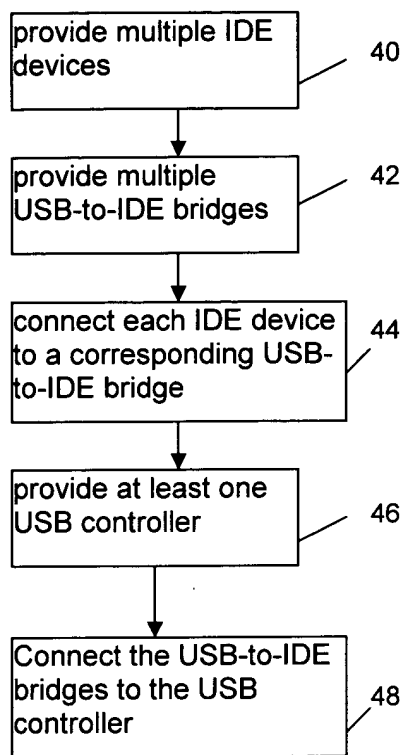 provide multiple IDE
devices
40
provide multiple
USB-to-IDE bridges
42
connect each IDE device
to a corresponding USB-
to-IDE bridge
44
provide at least one
USB controller
46
Connect the USB-to-IDE
bridges to the USB
controller
48